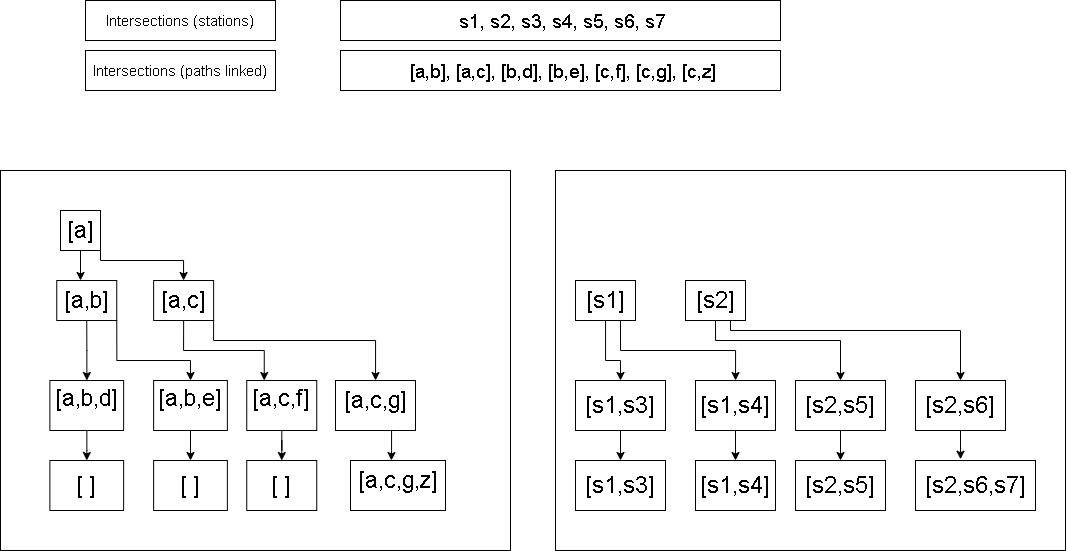 Intersections (stations)
s1, s2, s3, s4, s5, s6, s7
Intersections (paths linked)
[a,b], [a,c], [b,d], [b,e], [c,f], [c,g], [c,z]
[a]
[a,b] [a,c]
[a,b,d] [a,b,e] [a,c,f] [a,c,g]
[ ] [ ] [ ] [a,c,g,z]
[s1] [s2]
[s1,s3] [s1,s4] [s2,s5] [s2,s6]
[s1,s3] [s1,s4] [s2,s5] [s2,s6,s7]